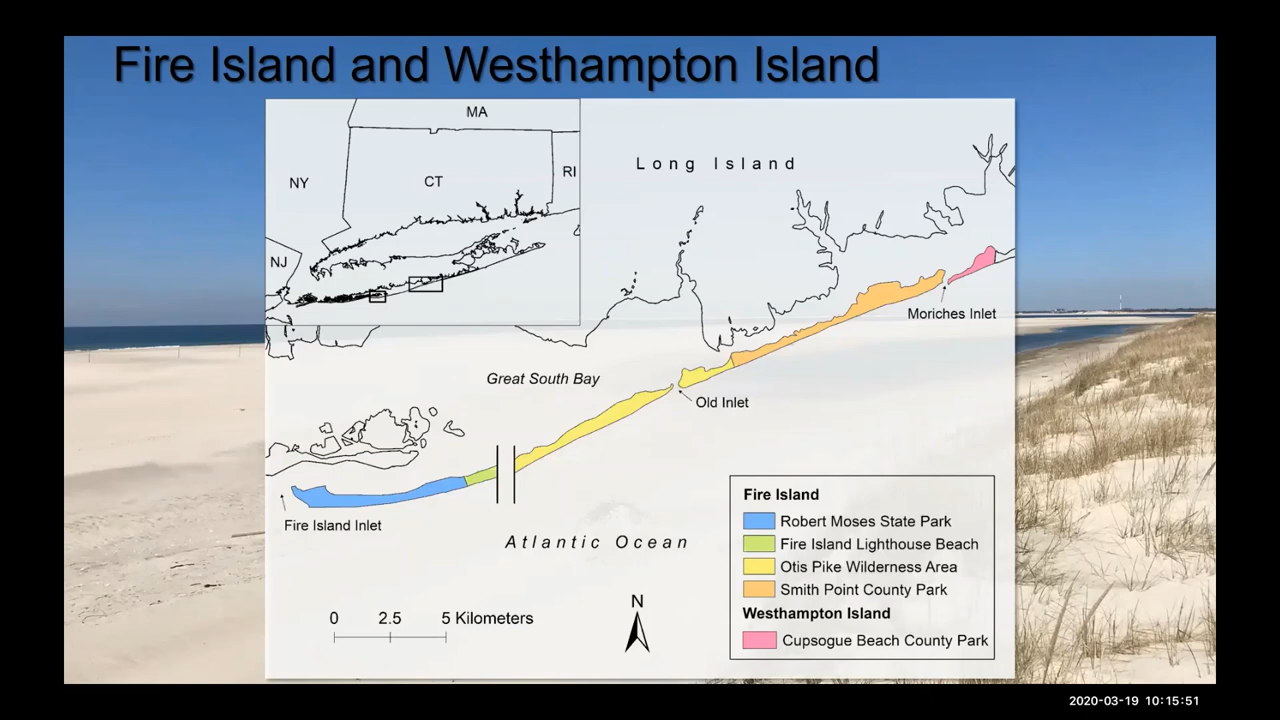 Fire Island and Westhampton Island
MA
NY
CT
RI
NJ
Long Island
Moriches Inlet
Great South Bay
Old Inlet
Fire Island Inlet
Atlantic Ocean
0 2.5 5 Kilometers
N
Fire Island
Robert Moses State Park
Fire Island Lighthouse Beach
Otis Pike Wilderness Area
Smith Point County Park
Westhampton Island
Cupsogue Beach County Park
2020-03-19 10:15:51